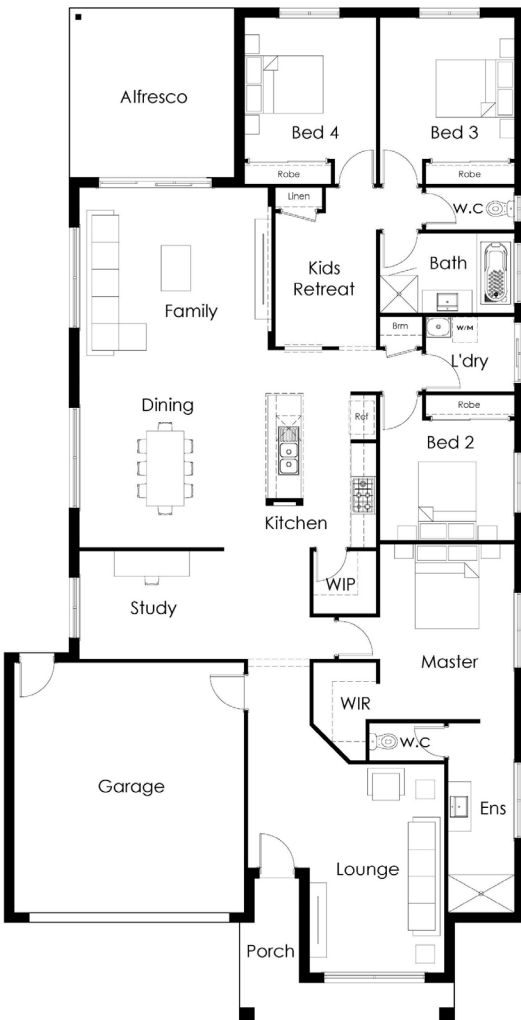 Alfresco
Bed 4
Bed 3
Robe
Robe
Linen
W.C
Kids
Retreat
Bath
Family
Brm
W/M
L'dry
Dining
Ref
Robe
Bed 2
Kitchen
WIP
Study
Master
WIR
W.C
Garage
Ens
Lounge
Porch